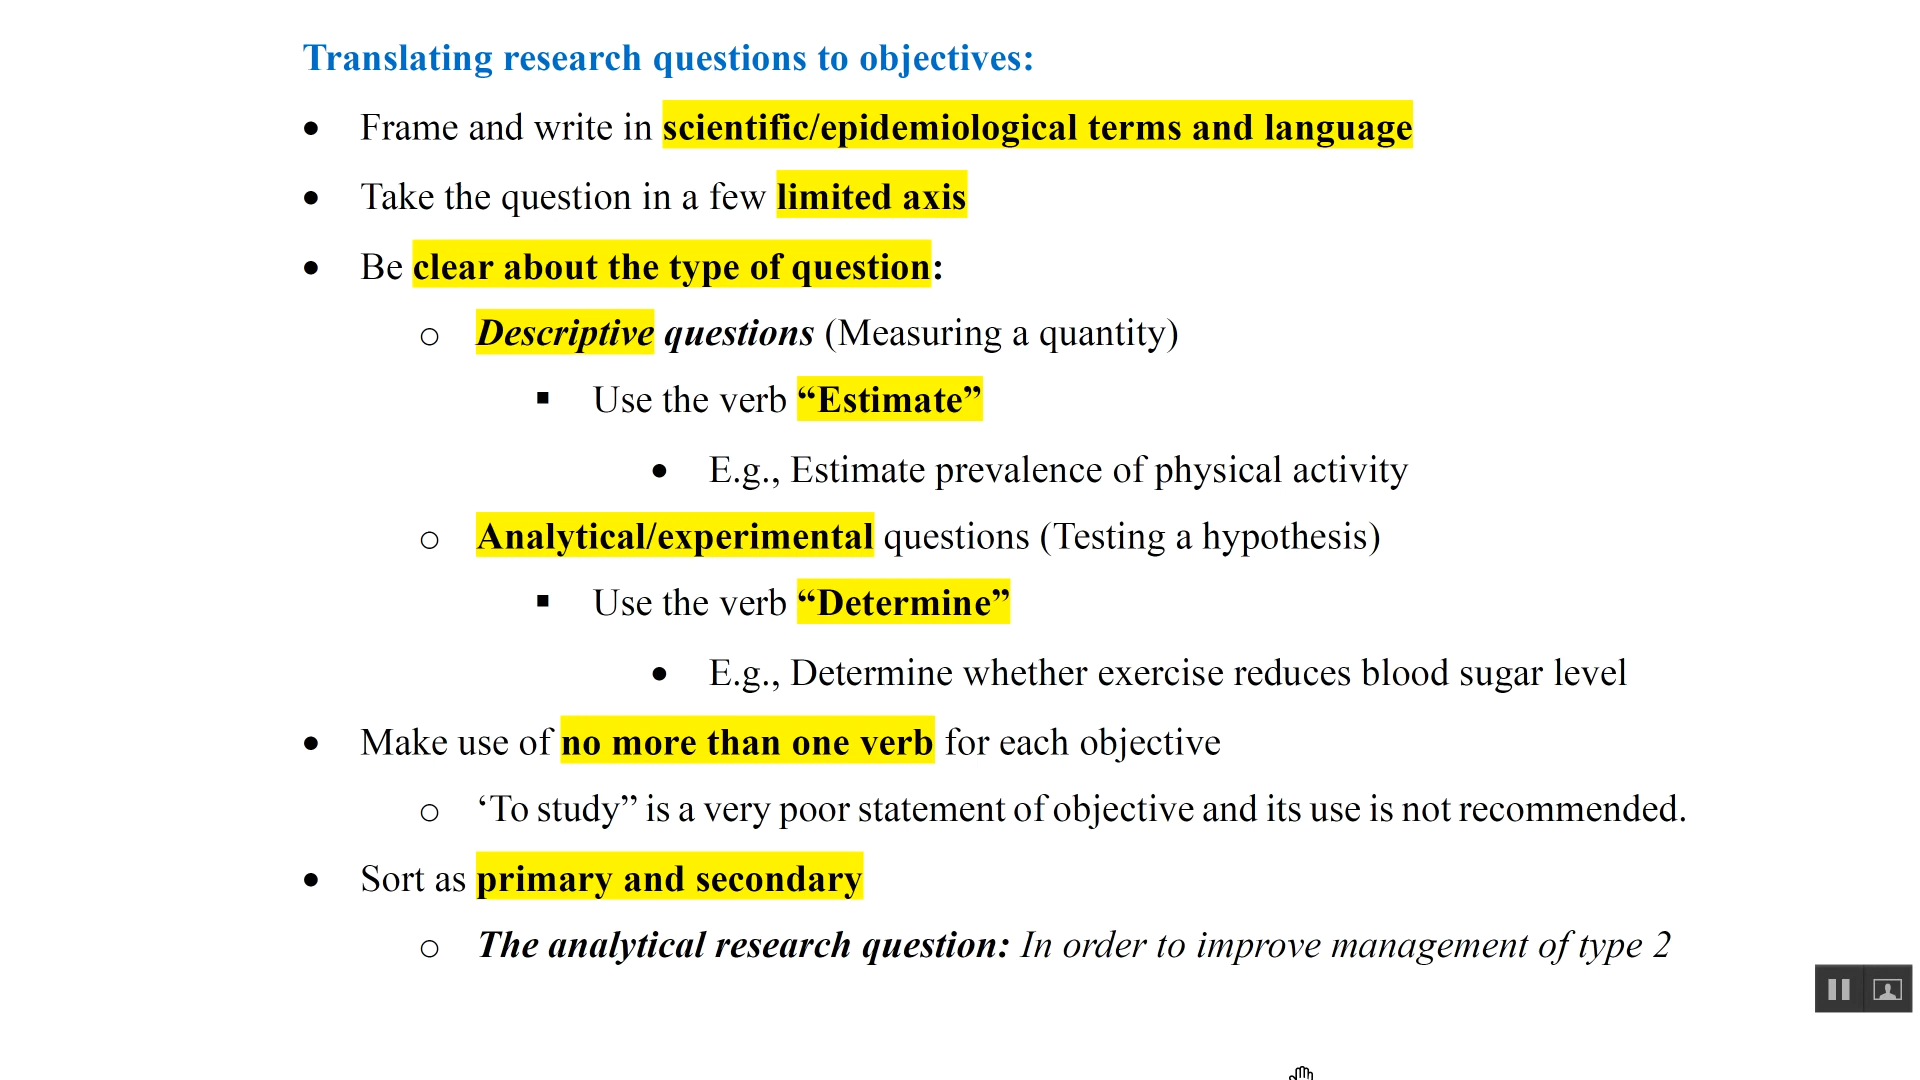 Translating research questions to objectives:
• Frame and write in scientific/epidemiological terms and language
• Take the question in a few limited axis
• Be clear about the type of question:
o Descriptive questions (Measuring a quantity)
▪ Use the verb “Estimate”
• E.g., Estimate prevalence of physical activity
o Analytical/experimental questions (Testing a hypothesis)
▪ Use the verb “Determine”
• E.g., Determine whether exercise reduces blood sugar level
• Make use of no more than one verb for each objective
o ‘To study” is a very poor statement of objective and its use is not recommended.
• Sort as primary and secondary
o The analytical research question: In order to improve management of type 2